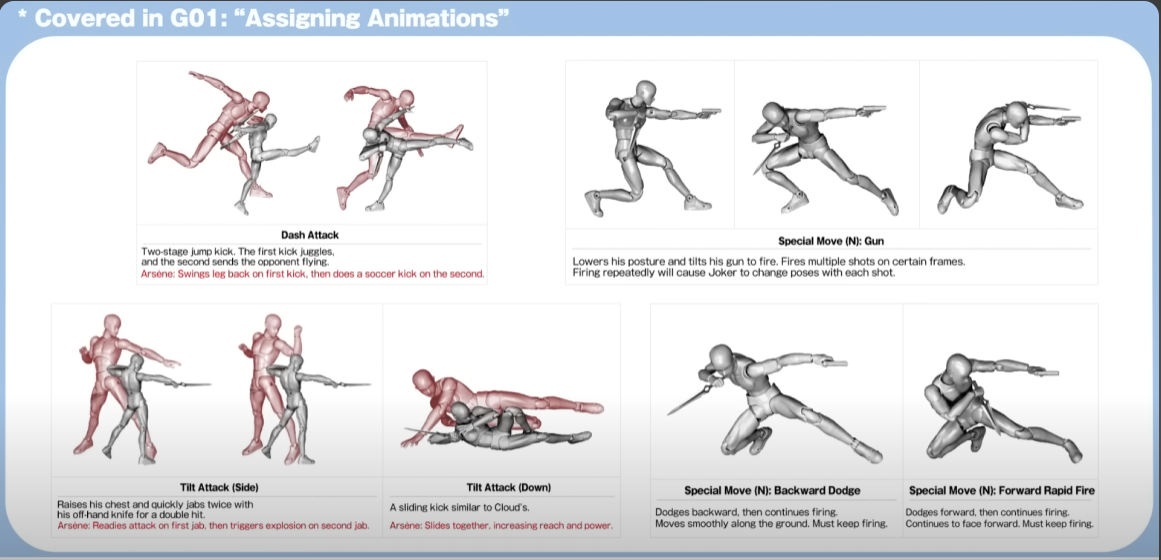 * Covered in G01: “Assigning Animations”
Dash Attack
Two-stage jump kick. The first kick juggles,
and the second sends the opponent flying.
Arsène: Swings leg back on first kick, then does a soccer kick on the second.
Special Move (N): Gun
Lowers his posture and tilts his gun to fire. Fires multiple shots on certain frames.
Firing repeatedly will cause Joker to change poses with each shot.
Tilt Attack (Side)
Raises his chest and quickly jabs twice with
his off-hand knife for a double hit.
Arsène: Readies attack on first jab, then triggers explosion on second jab.
Tilt Attack (Down)
A sliding kick similar to Cloud's.
Arsène: Slides together, increasing reach and power.
Special Move (N): Backward Dodge
Dodges backward, then continues firing.
Moves smoothly along the ground. Must keep firing.
Special Move (N): Forward Rapid Fire
Dodges forward, then continues firing.
Continues to face forward. Must keep firing.